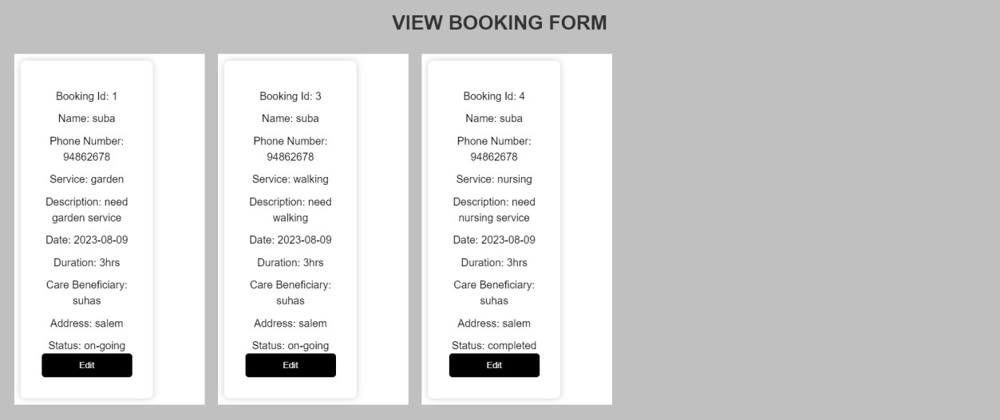 VIEW BOOKING FORM
Booking Id: 1
Name: suba
Phone Number:
94862678
Service: garden
Description: need
garden service
Date: 2023-08-09
Duration: 3hrs
Care Beneficiary:
suhas
Address: salem
Status: on-going
Edit
Booking Id: 3
Name: suba
Phone Number:
94862678
Service: walking
Description: need
walking
Date: 2023-08-09
Duration: 3hrs
Care Beneficiary:
suhas
Address: salem
Status: on-going
Edit
Booking Id: 4
Name: suba
Phone Number:
94862678
Service: nursing
Description: need
nursing service
Date: 2023-08-09
Duration: 3hrs
Care Beneficiary:
suhas
Address: salem
Status: completed
Edit